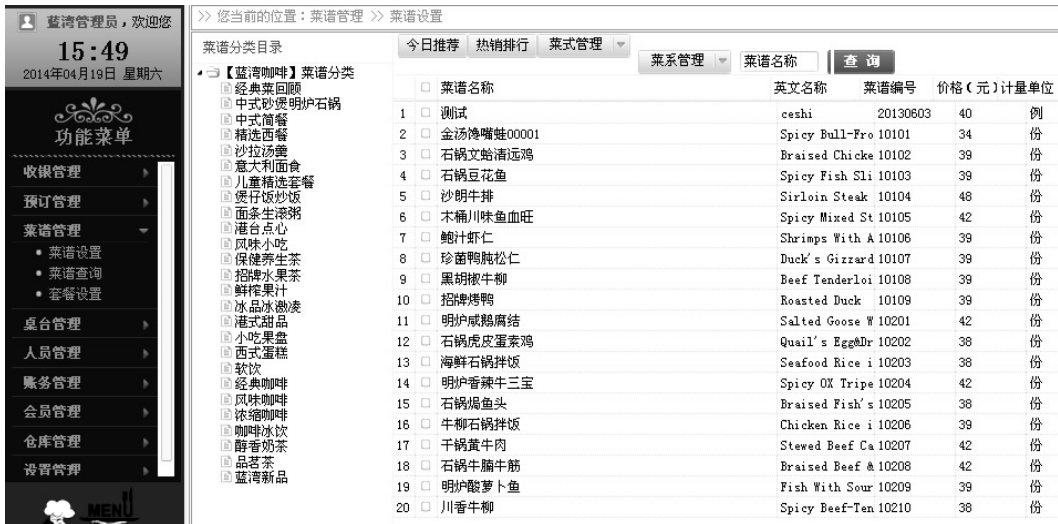 蓝湾管理员，欢迎您
15:49
2014年04月19日 星期六
功能菜单
收银管理
预订管理
菜谱管理
菜谱设置
菜谱查询
套餐设置
桌台管理
人员管理
账务管理
会员管理
仓库管理
设置管理
MENU
>> 您当前的位置：菜谱管理 >> 菜谱设置
菜谱分类目录
【蓝湾咖啡】菜谱分类
经典菜回顾
中式砂煲明炉石锅
中式简餐
精选西餐
沙拉汤羹
意大利面食
儿童精选套餐
煲仔饭炒饭
面条生滚粥
港台点心
风味小吃
保健养生茶
招牌水果茶
鲜榨果汁
冰品冰激凌
港式甜品
小吃果盘
西式蛋糕
软饮
经典咖啡
风味咖啡
浓缩咖啡
咖啡冰饮
醇香奶茶
品茗茶
蓝湾新品
今日推荐 热销排行 菜式管理 菜系管理 菜谱名称 查 询
菜谱名称 英文名称 菜谱编号 价格（元） 计量单位
1 测试 ceshi 20130603 40 例
2 金汤馋嘴蛙00001 Spicy Bull-Fro 10101 34 份
3 石锅文蛤清远鸡 Braised Chicke 10102 39 份
4 石锅豆花鱼 Spicy Fish Sli 10103 39 份
5 沙朗牛排 Sirloin Steak 10104 48 份
6 木桶川味鱼血旺 Spicy Mixed St 10105 42 份
7 鲍汁虾仁 Shrimps With A 10106 39 份
8 珍菌鸭肫松仁 Duck's Gizzard 10107 39 份
9 黑胡椒牛柳 Beef Tenderloi 10108 39 份
10 招牌烤鸭 Roasted Duck 10109 39 份
11 明炉咸鹅腐结 Salted Goose W 10201 42 份
12 石锅虎皮蛋素鸡 Quail's Egg&Dr 10202 38 份
13 海鲜石锅拌饭 Seafood Rice i 10203 38 份
14 明炉香辣牛三宝 Spicy OX Tripe 10204 42 份
15 石锅焗鱼头 Braised Fish's 10205 38 份
16 牛柳石锅拌饭 Chicken Rice i 10206 39 份
17 干锅黄牛肉 Stewed Beef Ca 10207 42 份
18 石锅牛腩牛筋 Braised Beef & 10208 42 份
19 明炉酸萝卜鱼 Fish With Sour 10209 39 份
20 川香牛柳 Spicy Beef-Ten 10210 38 份